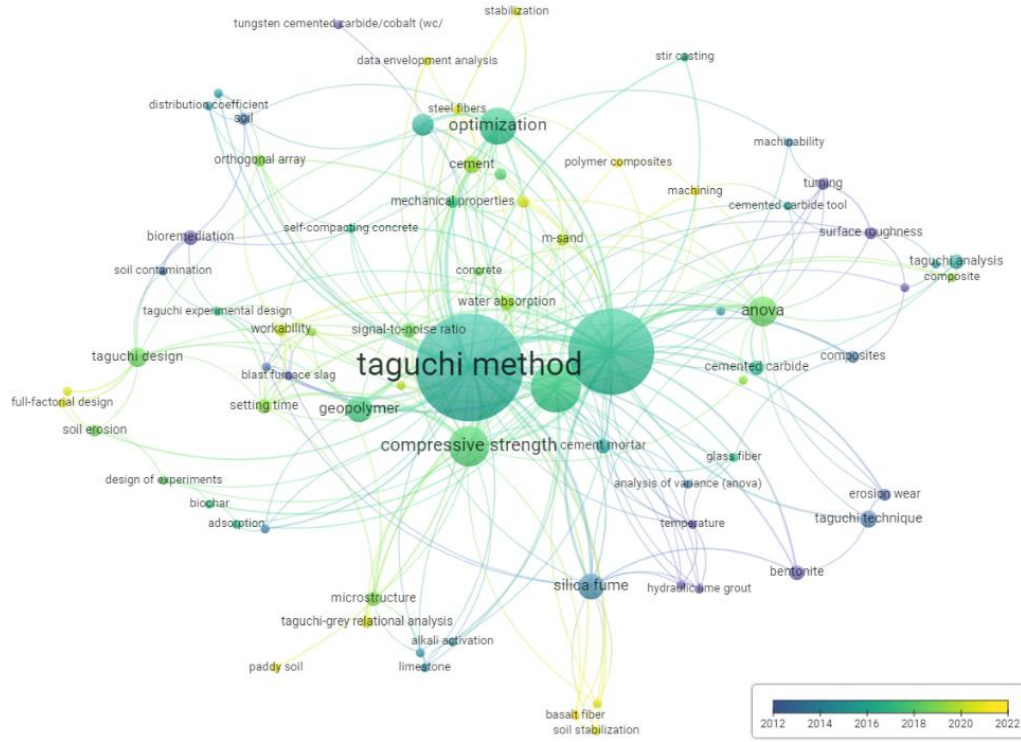 stabilization
tungsten cemented carbide/cobalt (wc/
data envelopment analysis
stir casting
distribution coefficient
steel fibers
soil
optimization
machinability
orthogonal array
cement
polymer composites
turning
machining
mechanical properties
cemented carbide tool
self-compacting concrete
surface roughness
bioremediation
m-sand
taguchi analysis
soil contamination
concrete
composite
water absorption
taguchi experimental design
anova
workability
signal-to-noise ratio
taguchi design
taguchi method
composites
cemented carbide
blast furnace slag
full-factorial design
setting time
geopolymer
soil erosion
compressive strength
cement mortar
glass fiber
design of experiments
analysis of variance (anova)
erosion wear
biochar
taguchi technique
adsorption
temperature
bentonite
silica fume
hydraulic lime grout
microstructure
taguchi-grey relational analysis
alkali activation
paddy soil
limestone
basalt fiber
soil stabilization
2012 2014 2016 2018 2020 2022